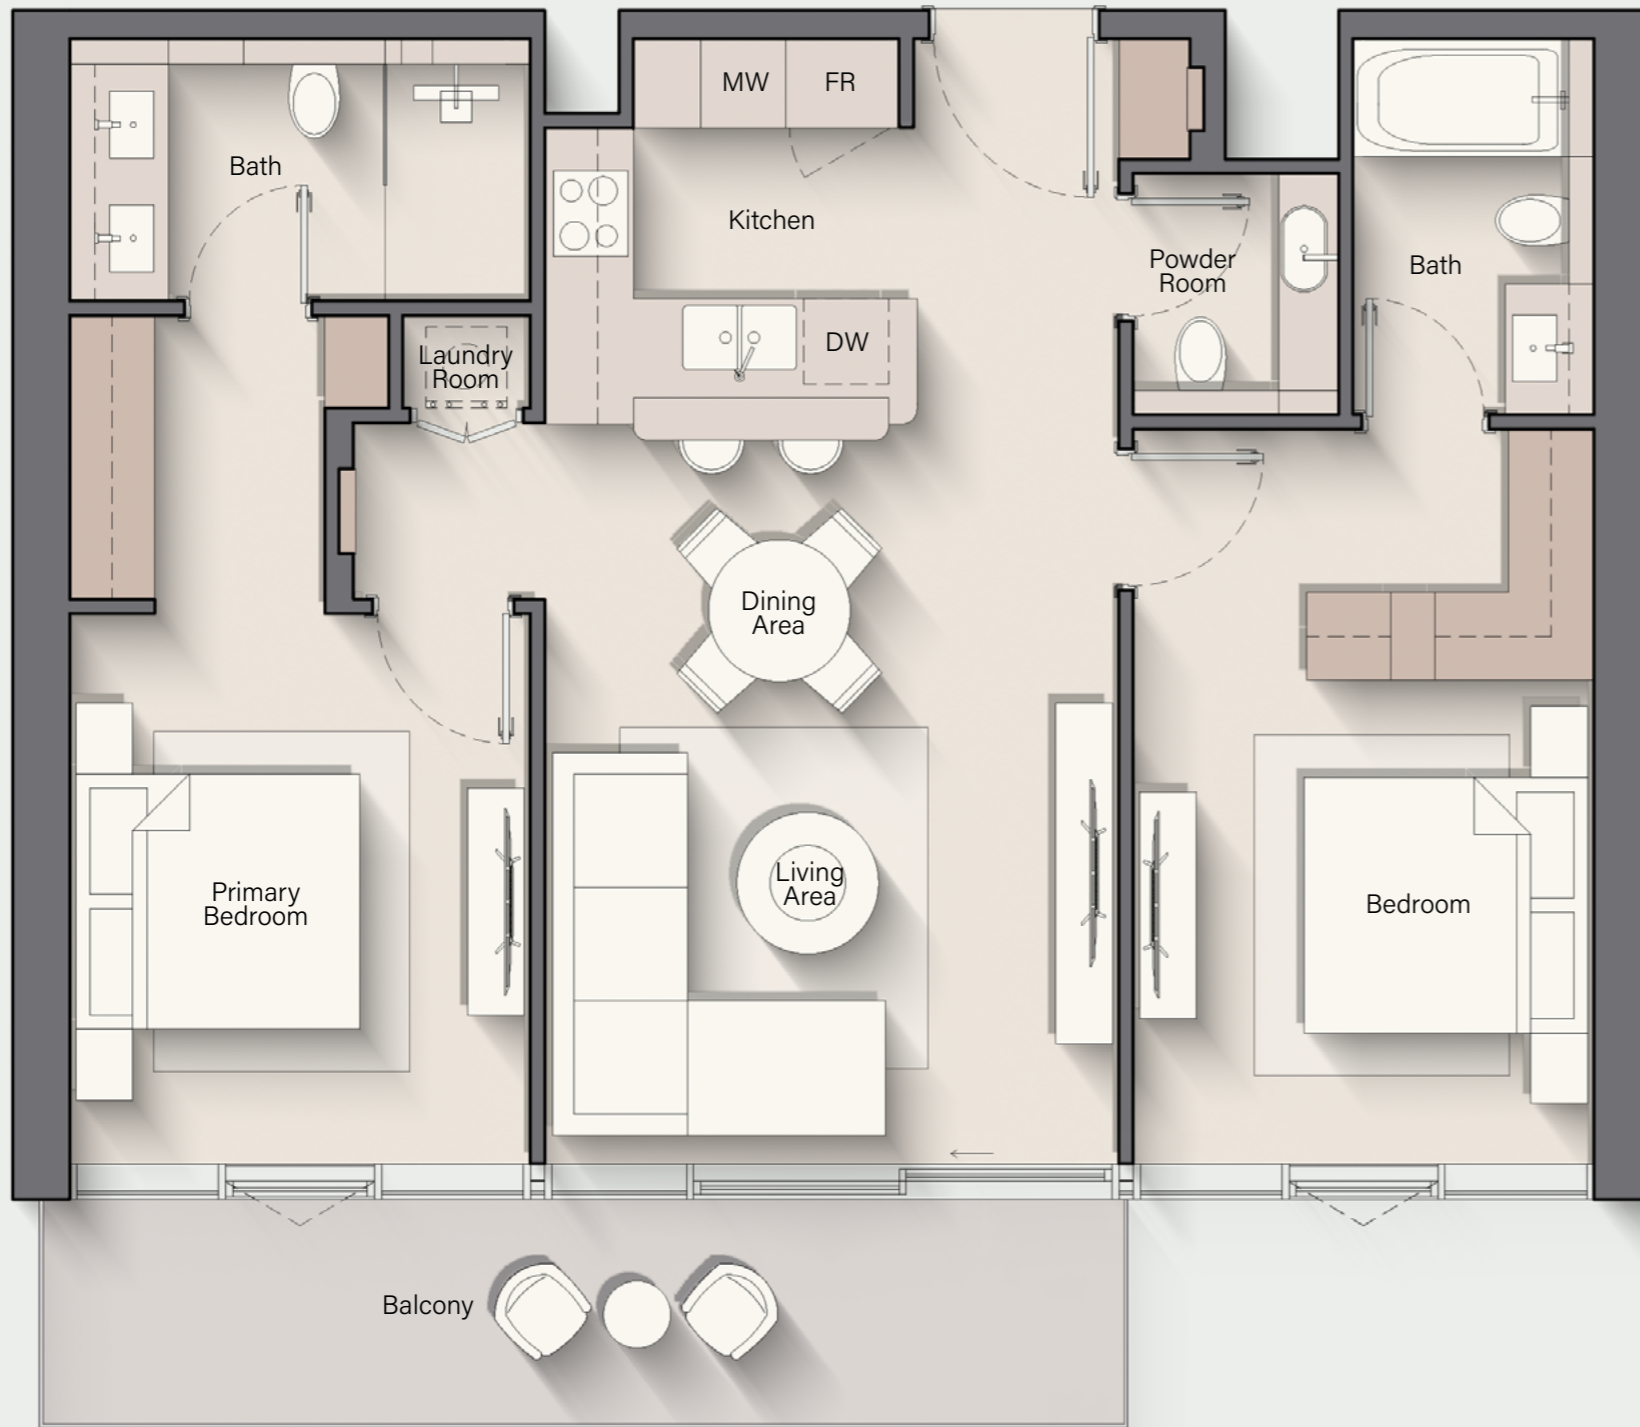 MW
FR
Bath
Kitchen
Powder
Room
Bath
Laundry
Room
DW
Dining
Area
Living
Area
Primary
Bedroom
Bedroom
Balcony